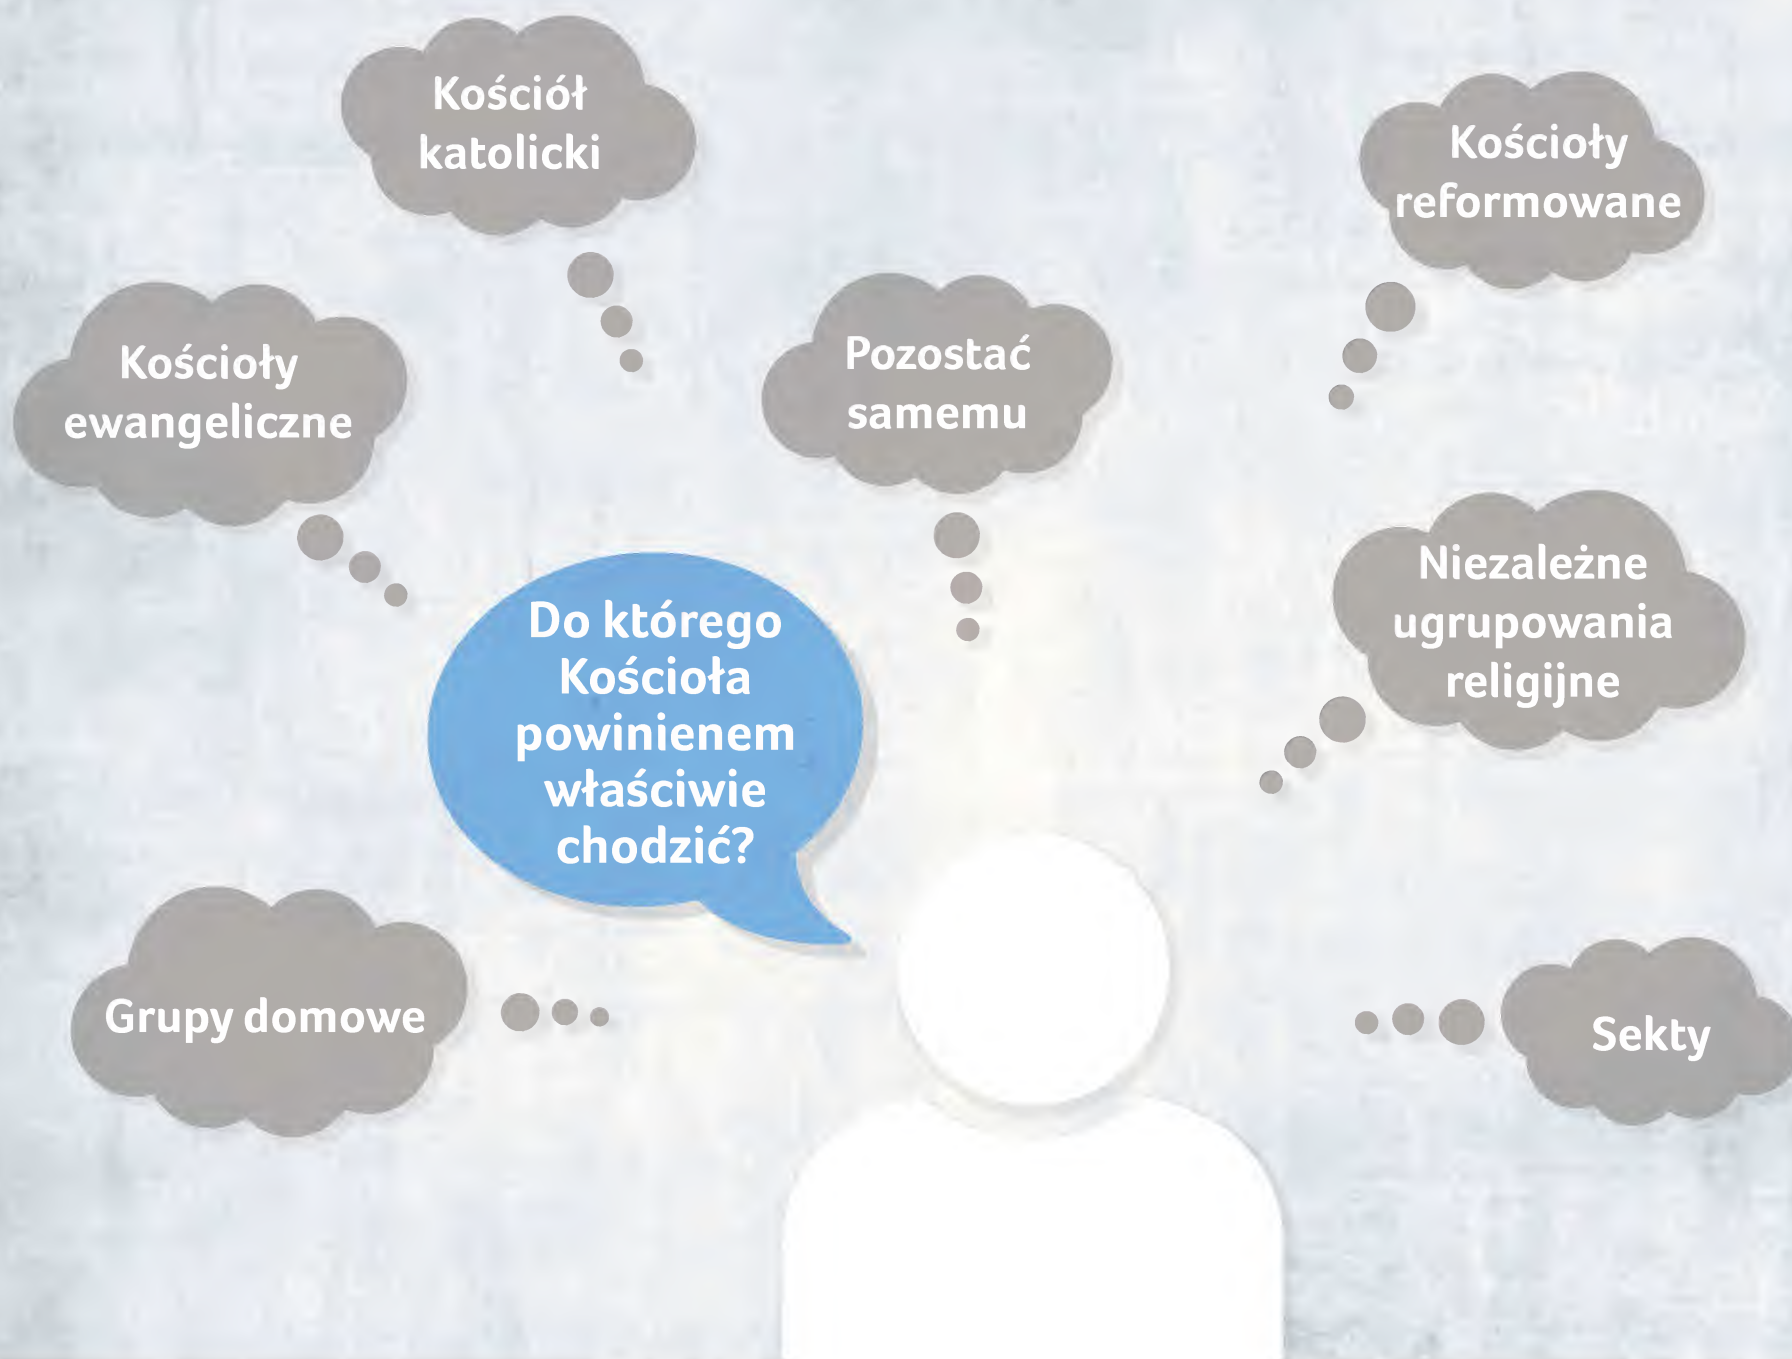 Kościół
katolicki
Kościoły
reformowane
Kościoły
ewangeliczne
Pozostać
samemu
Niezależne
ugrupowania
religijne
Do którego
Kościoła
powinienem
właściwie
chodzić?
Grupy domowe
Sekty